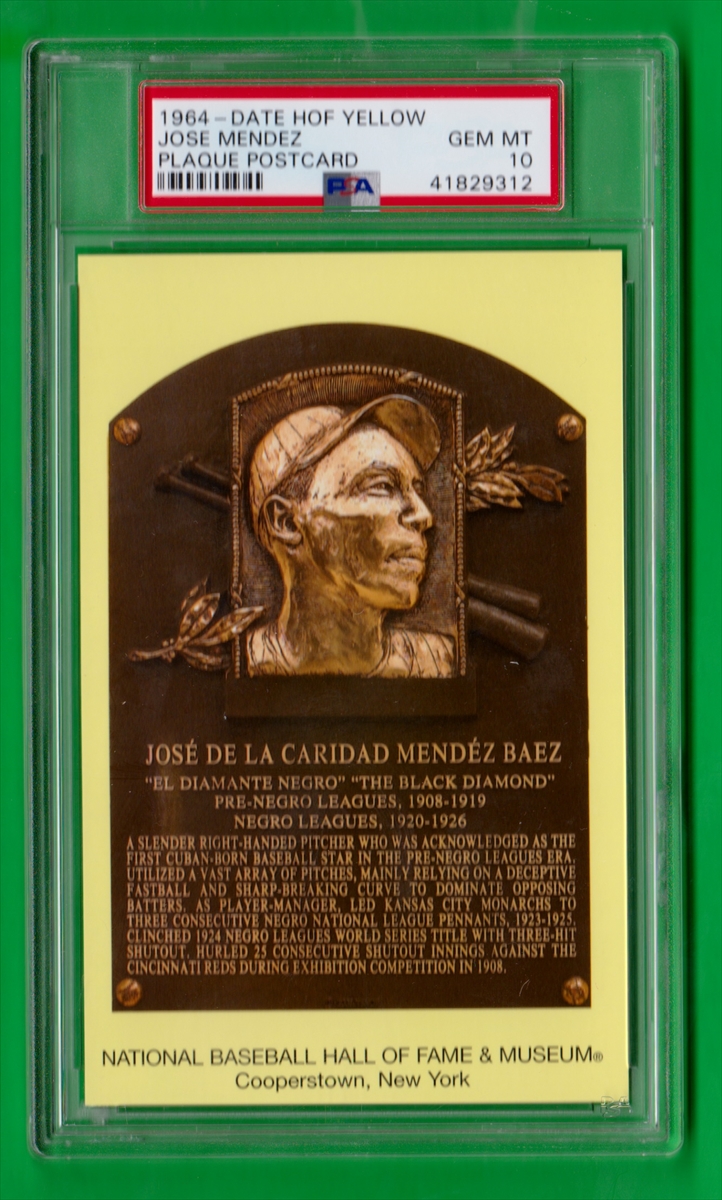 1964-DATE HOF YELLOW
JOSE MENDEZ GEM MT
PLAQUE POSTCARD 10
PSA 41829312
JOSÉ DE LA CARIDAD MENDÉZ BAEZ
"EL DIAMANTE NEGRO" "THE BLACK DIAMOND"
PRE-NEGRO LEAGUES, 1908-1919
NEGRO LEAGUES, 1920-1926
A SLENDER RIGHT-HANDED PITCHER WHO WAS ACKNOWLEDGED AS THE
FIRST CUBAN-BORN BASEBALL STAR IN THE PRE-NEGRO LEAGUES ERA.
UTILIZED A VAST ARRAY OF PITCHES, MAINLY RELYING ON A DECEPTIVE
FASTBALL AND SHARP-BREAKING CURVE TO DOMINATE OPPOSING
BATTERS. AS PLAYER-MANAGER, LED KANSAS CITY MONARCHS TO
THREE CONSECUTIVE NEGRO NATIONAL LEAGUE PENNANTS, 1923-1925.
CLINCHED 1924 NEGRO LEAGUES WORLD SERIES TITLE WITH THREE-HIT
SHUTOUT. HURLED 25 CONSECUTIVE SHUTOUT INNINGS AGAINST THE
CINCINNATI REDS DURING EXHIBITION COMPETITION IN 1908.
NATIONAL BASEBALL HALL OF FAME & MUSEUM®
Cooperstown, New York